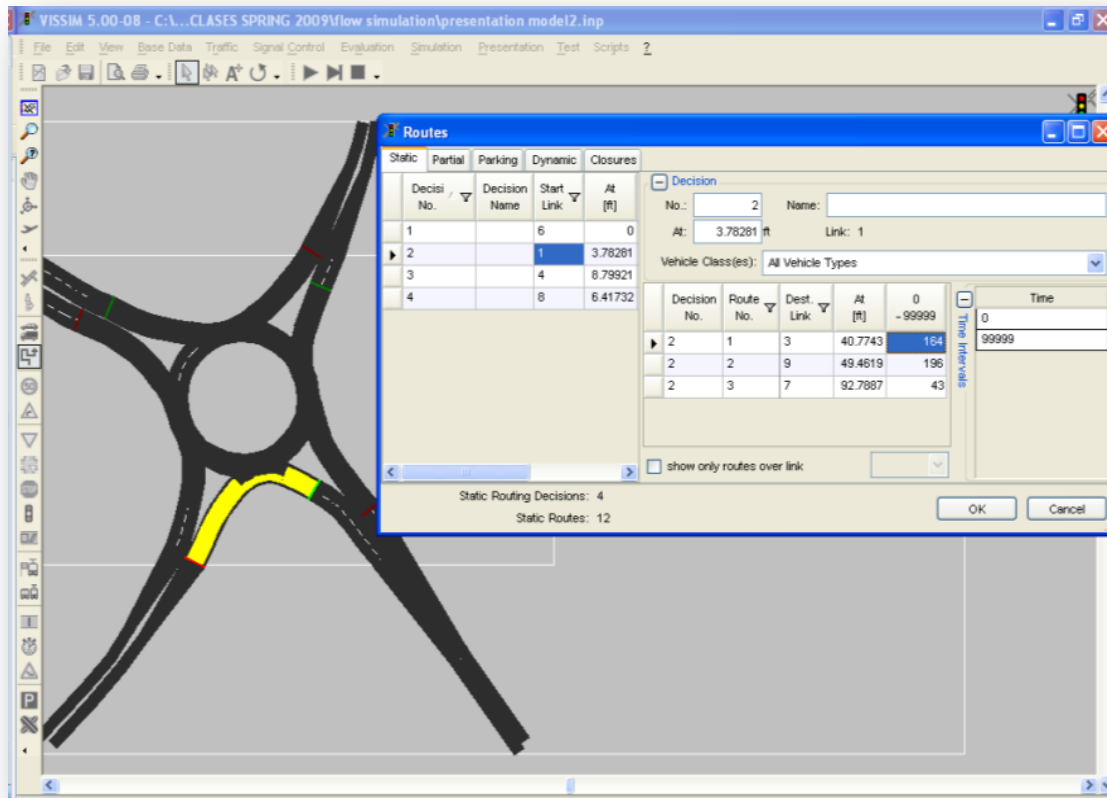 VISSIM 5.00-08 - C:\...CLASES SPRING 2009\flow simulation\presentation model2.inp
File Edit View Base Data Traffic Signal Control Evaluation Simulation Presentation Test Scripts ?
Routes
Static Partial Parking Dynamic Closures
Decisi No. Decision Name Start Link At [ft]
1 6 0
2 1 3.78281
3 4 8.79921
4 8 6.41732
Decision
No.: 2 Name:
At: 3.78281 ft Link: 1
Vehicle Class(es): All Vehicle Types
Decision No. Route No. Dest. Link At [ft] 0 - 99999
2 1 3 40.7743 164
2 2 9 49.4619 196
2 3 7 92.7887 43
Time Intervals
Time
0
99999
show only routes over link
Static Routing Decisions: 4
Static Routes: 12
OK Cancel